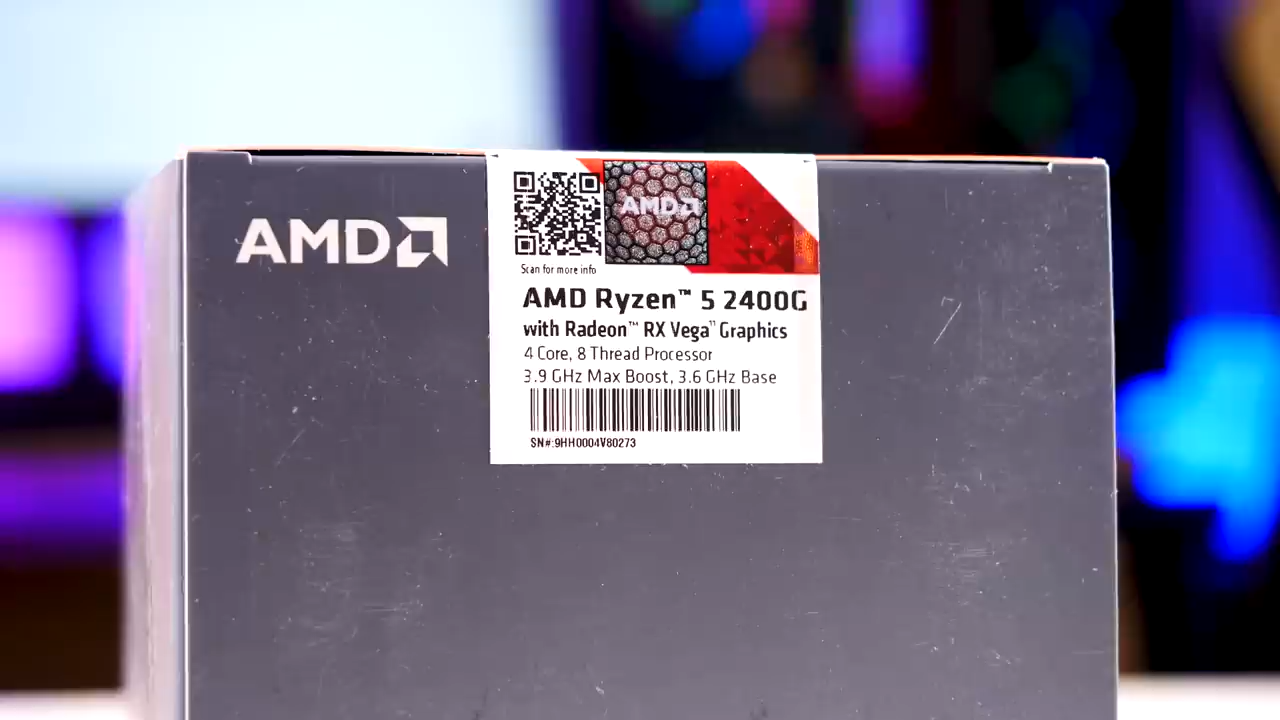 AMD
AMD
Scan for more info
AMD Ryzen™ 5 2400G
with Radeon™ RX Vega¹¹ Graphics
4 Core, 8 Thread Processor
3.9 GHz Max Boost, 3.6 GHz Base
SN#:9HH0004V80273